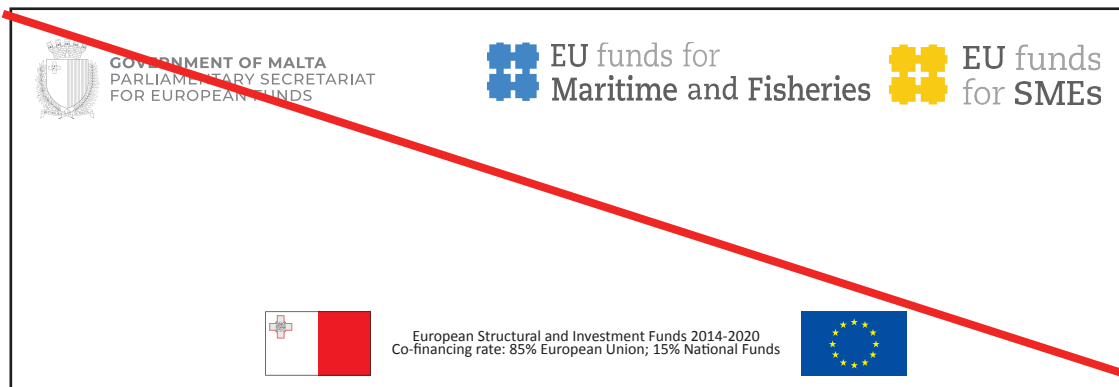 GOVERNMENT OF MALTA
PARLIAMENTARY SECRETARIAT
FOR EUROPEAN FUNDS
EU funds for
Maritime and Fisheries
EU funds
for SMEs
European Structural and Investment Funds 2014-2020
Co-financing rate: 85% European Union; 15% National Funds